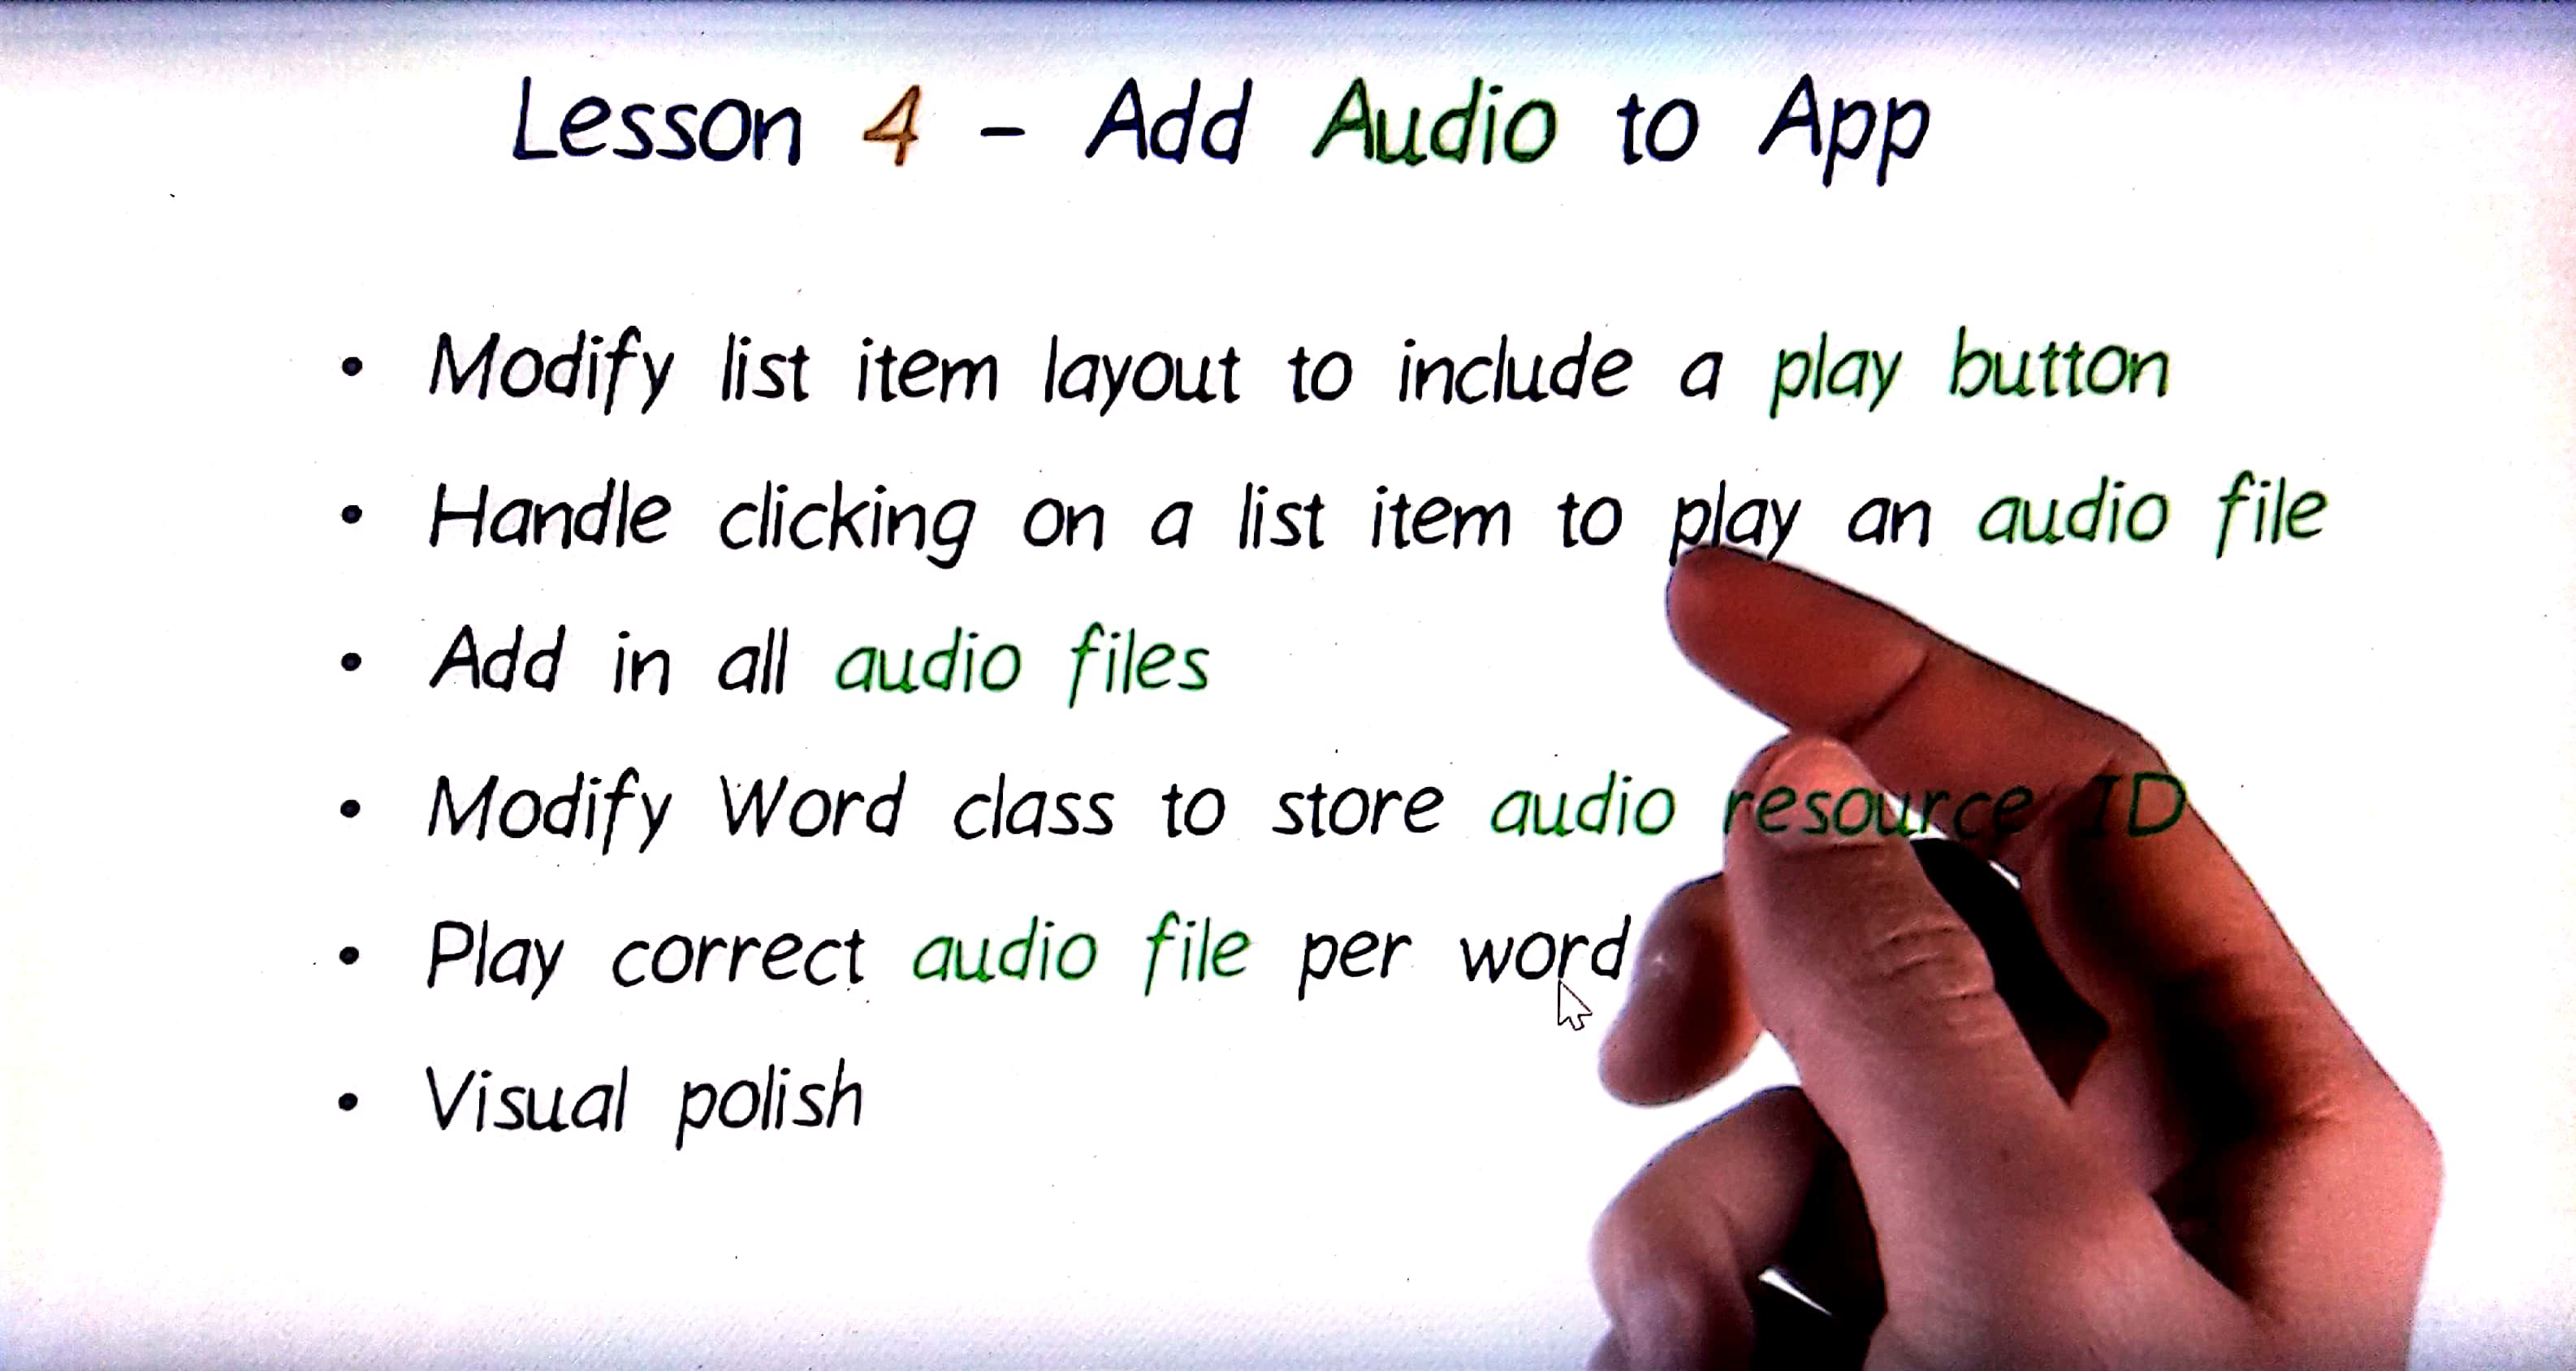 Lesson 4 - Add Audio to App
• Modify list item layout to include a play button
• Handle clicking on a list item to play an audio file
• Add in all audio files
• Modify Word class to store audio resource ID
• Play correct audio file per word
• Visual polish